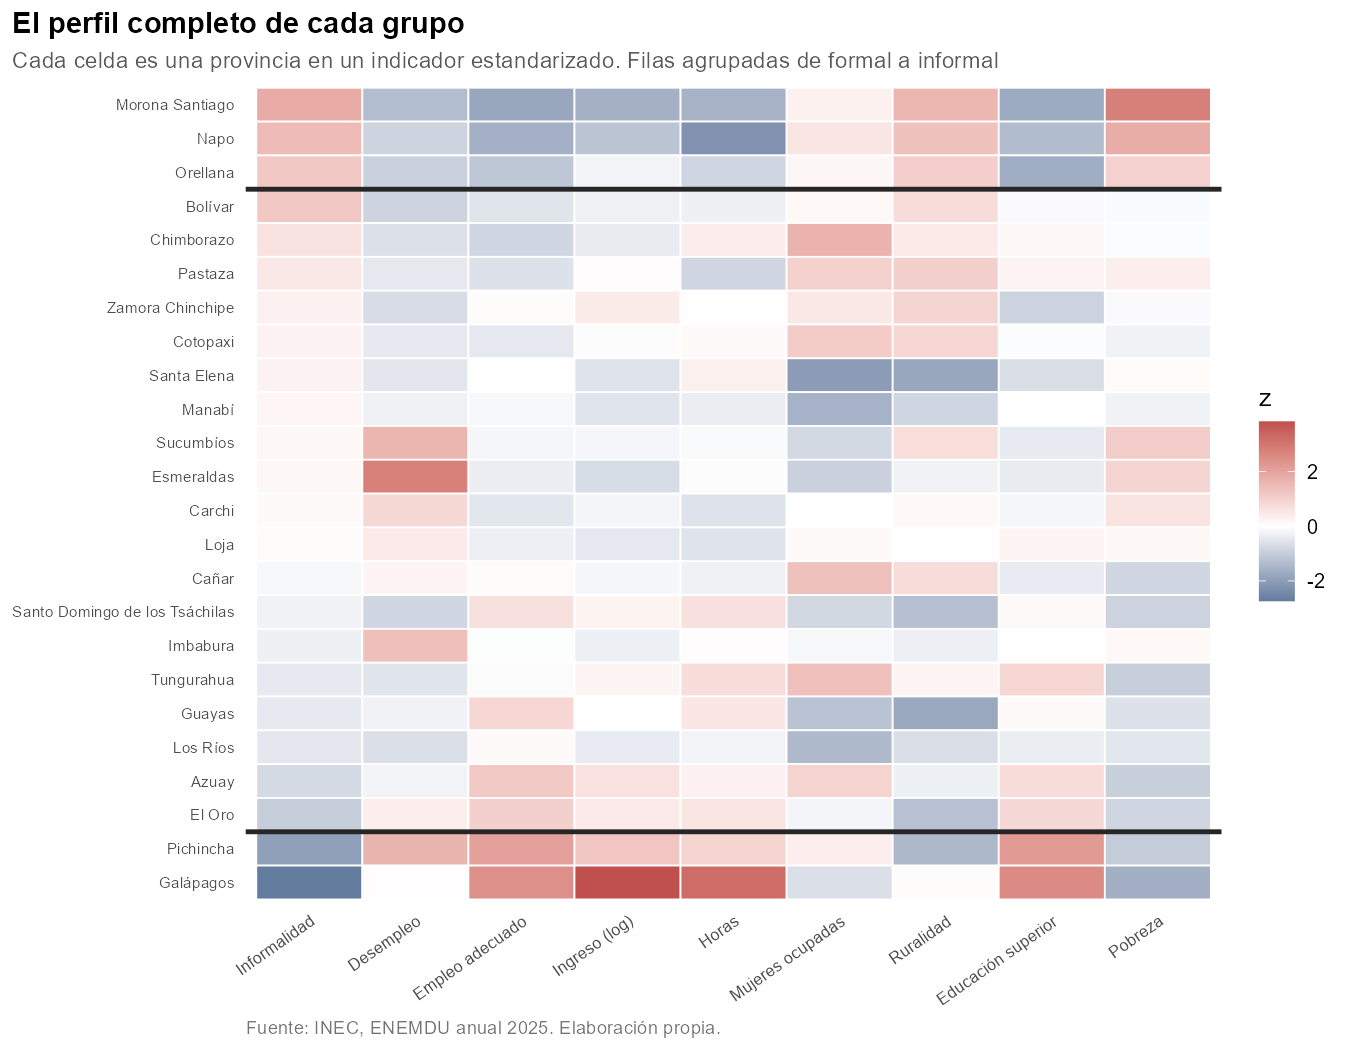 El perfil completo de cada grupo
Cada celda es una provincia en un indicador estandarizado. Filas agrupadas de formal a informal
Morona Santiago
Napo
Orellana
Bolívar
Chimborazo
Pastaza
Zamora Chinchipe
Cotopaxi
Santa Elena
Manabí
Sucumbíos
Esmeraldas
Carchi
Loja
Cañar
Santo Domingo de los Tsáchilas
Imbabura
Tungurahua
Guayas
Los Ríos
Azuay
El Oro
Pichincha
Galápagos
z
2
0
-2
Informalidad
Desempleo
Empleo adecuado
Ingreso (log)
Horas
Mujeres ocupadas
Ruralidad
Educación superior
Pobreza
Fuente: INEC, ENEMDU anual 2025. Elaboración propia.